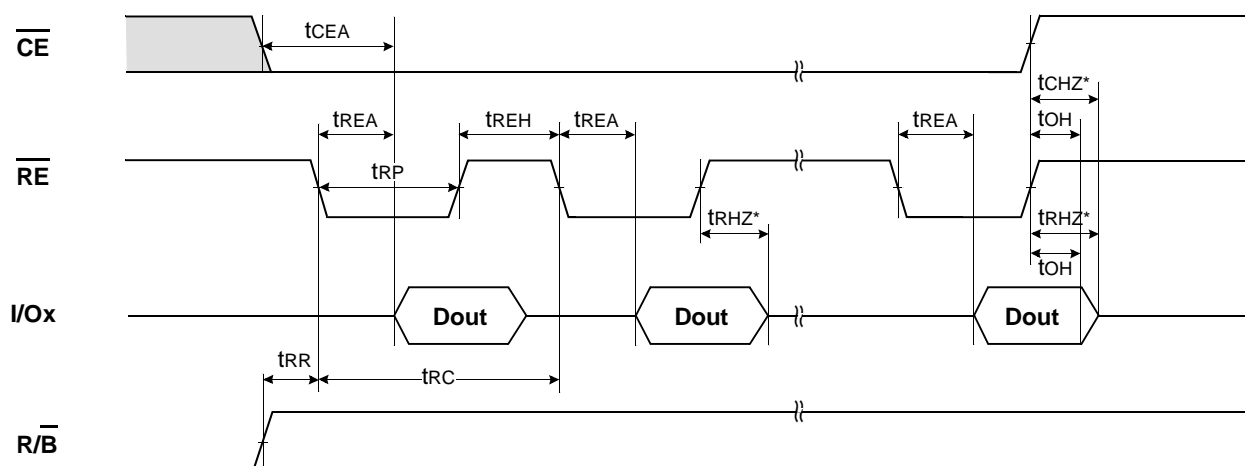 CE
tCEA
tCHZ*
tREA
tREH
tREA
tREA
tOH
RE
tRP
tRHZ*
tRHZ*
tOH
I/Ox
Dout
Dout
Dout
tRR
tRC
R/B